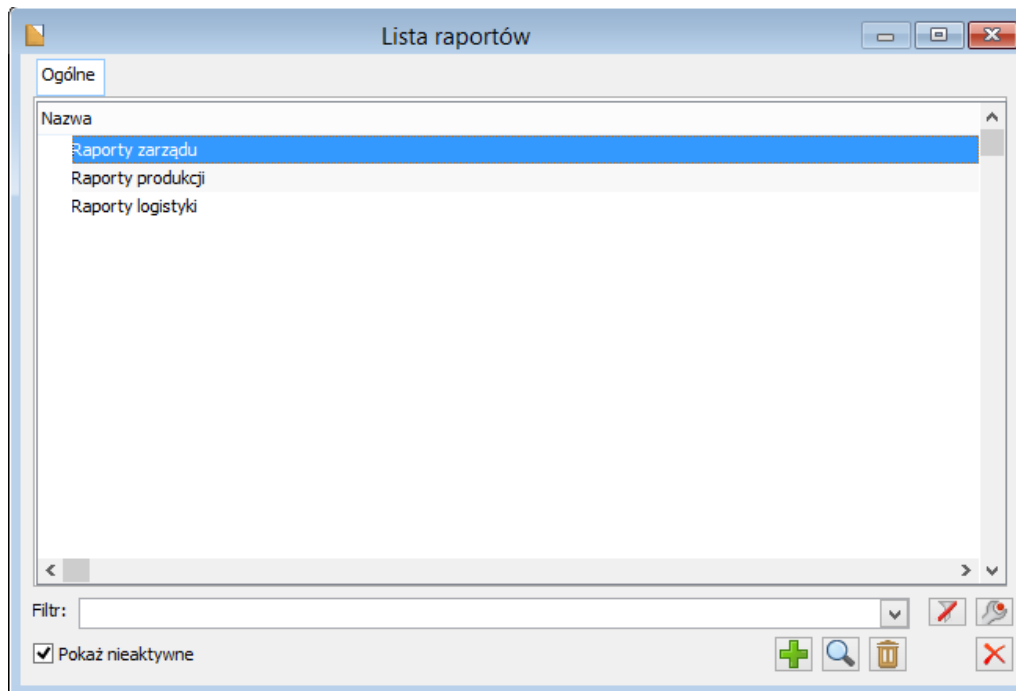 Lista raportów
Ogólne
Nazwa
Raporty zarządu
Raporty produkcji
Raporty logistyki
Filtr:
Pokaż nieaktywne